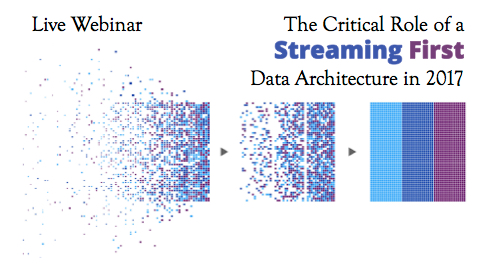 Live Webinar
The Critical Role of a
Streaming First
Data Architecture in 2017